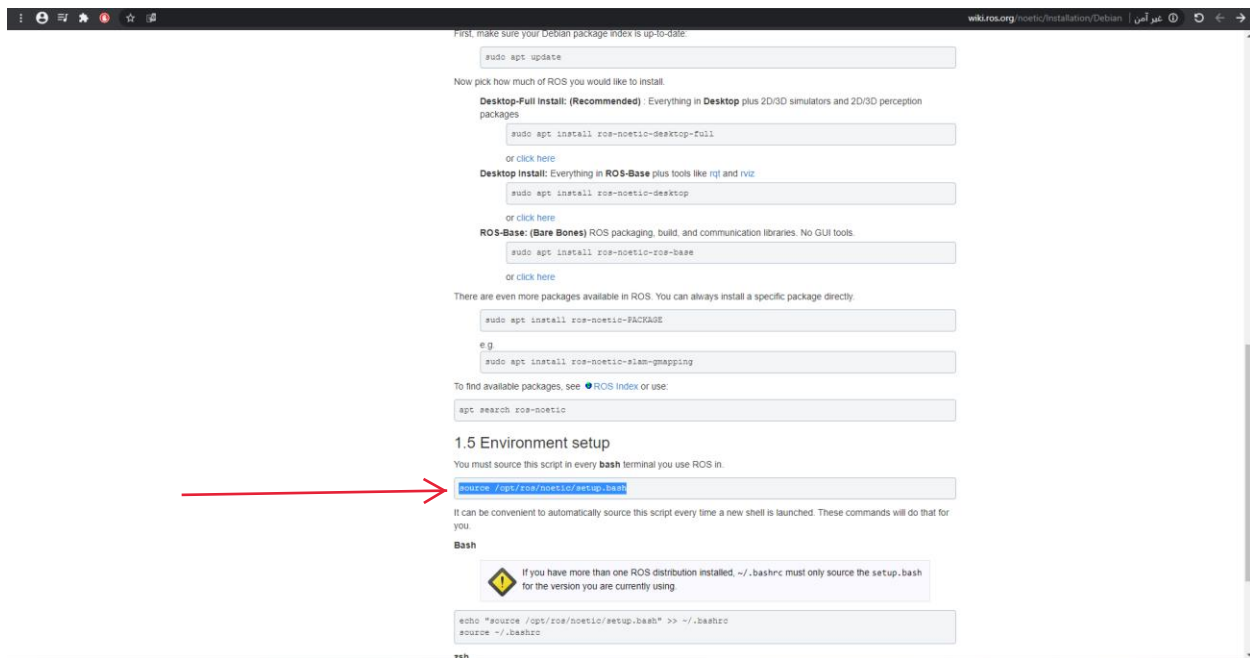 wiki.ros.org/noetic/Installation/Debian | غير آمن
First, make sure your Debian package index is up-to-date:
sudo apt update
Now pick how much of ROS you would like to install.
Desktop-Full Install: (Recommended) : Everything in Desktop plus 2D/3D simulators and 2D/3D perception
packages
sudo apt install ros-noetic-desktop-full
or click here
Desktop Install: Everything in ROS-Base plus tools like rqt and rviz
sudo apt install ros-noetic-desktop
or click here
ROS-Base: (Bare Bones) ROS packaging, build, and communication libraries. No GUI tools.
sudo apt install ros-noetic-ros-base
or click here
There are even more packages available in ROS. You can always install a specific package directly.
sudo apt install ros-noetic-PACKAGE
e.g.
sudo apt install ros-noetic-slam-gmapping
To find available packages, see ROS Index or use:
apt search ros-noetic
1.5 Environment setup
You must source this script in every bash terminal you use ROS in.
source /opt/ros/noetic/setup.bash
It can be convenient to automatically source this script every time a new shell is launched. These commands will do that for
you.
Bash
If you have more than one ROS distribution installed, ~/.bashrc must only source the setup.bash
for the version you are currently using.
echo "source /opt/ros/noetic/setup.bash" >> ~/.bashrc
source ~/.bashrc
zsh